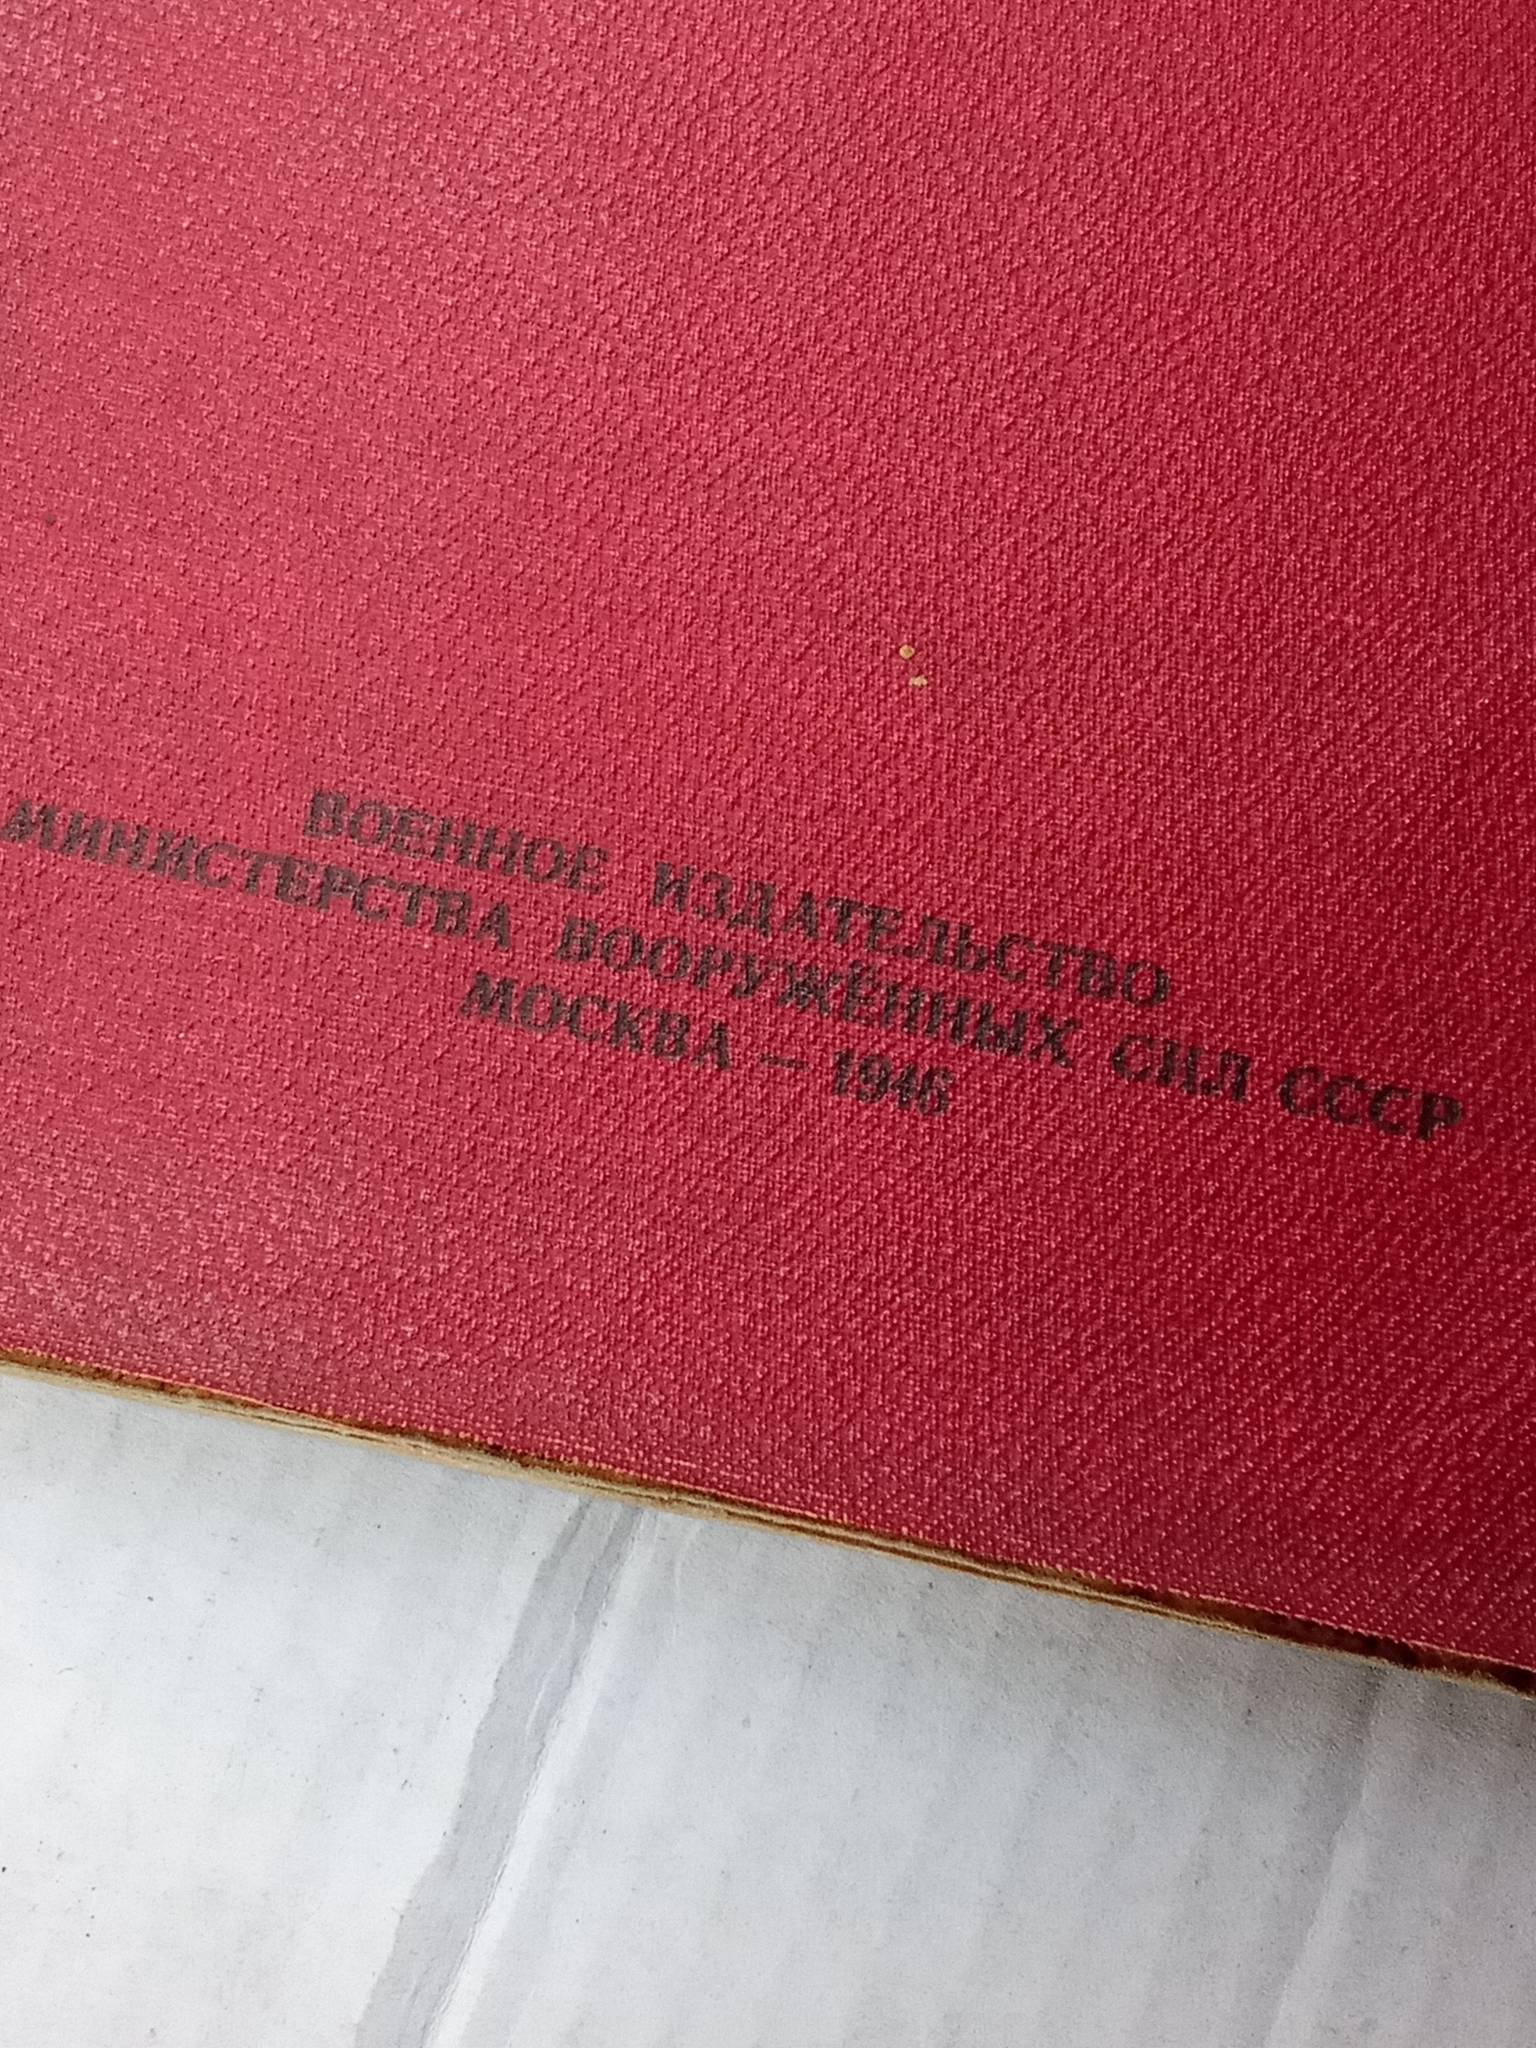 ВОЕННОЕ ИЗДАТЕЛЬСТВО
МИНИСТЕРСТВА ВООРУЖЁННЫХ СИЛ СССР
МОСКВА — 1946